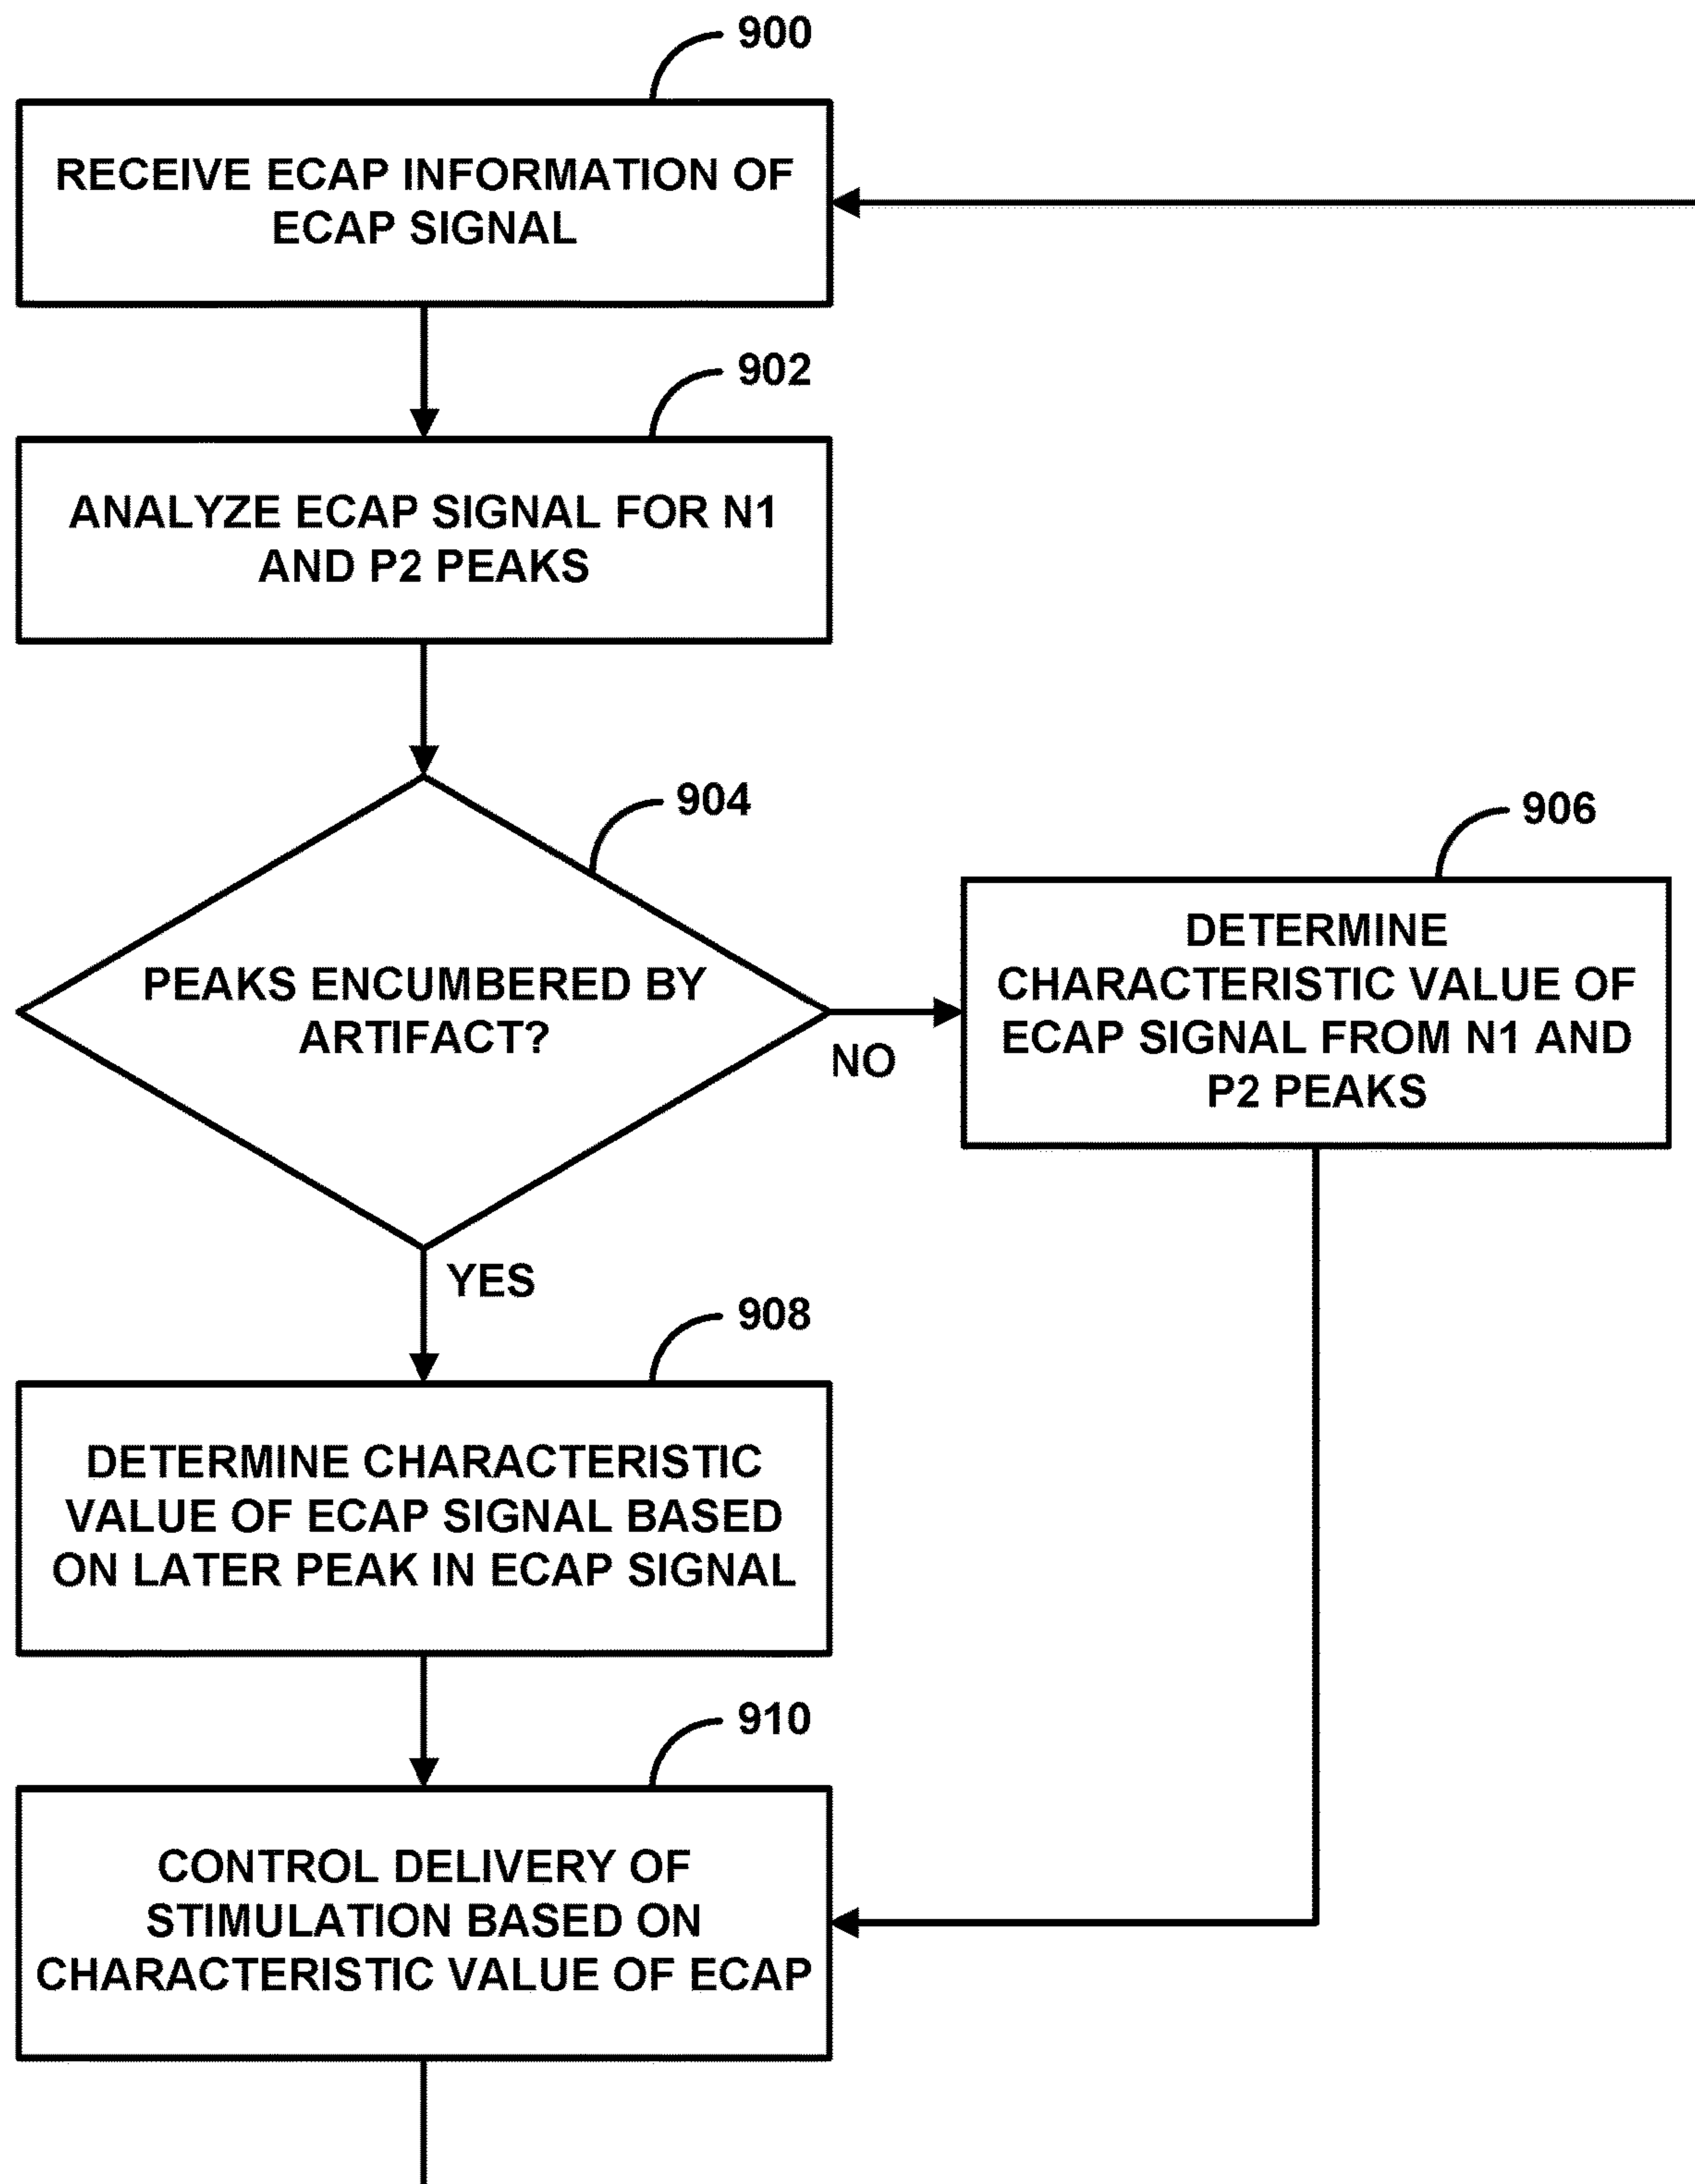 900
RECEIVE ECAP INFORMATION OF
ECAP SIGNAL
902
ANALYZE ECAP SIGNAL FOR N1
AND P2 PEAKS
904
PEAKS ENCUMBERED BY
ARTIFACT?
NO
906
DETERMINE
CHARACTERISTIC VALUE OF
ECAP SIGNAL FROM N1 AND
P2 PEAKS
YES
908
DETERMINE CHARACTERISTIC
VALUE OF ECAP SIGNAL BASED
ON LATER PEAK IN ECAP SIGNAL
910
CONTROL DELIVERY OF
STIMULATION BASED ON
CHARACTERISTIC VALUE OF ECAP